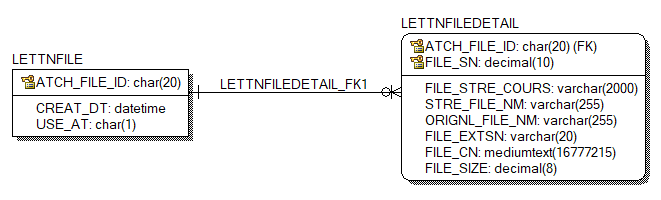 LETTNFILE
ATCH_FILE_ID: char(20)
CREAT_DT: datetime
USE_AT: char(1)
LETTNFILEDETAIL_FK1
LETTNFILEDETAIL
ATCH_FILE_ID: char(20) (FK)
FILE_SN: decimal(10)
FILE_STRE_COURS: varchar(2000)
STRE_FILE_NM: varchar(255)
ORIGNL_FILE_NM: varchar(255)
FILE_EXTSN: varchar(20)
FILE_CN: mediumtext(16777215)
FILE_SIZE: decimal(8)